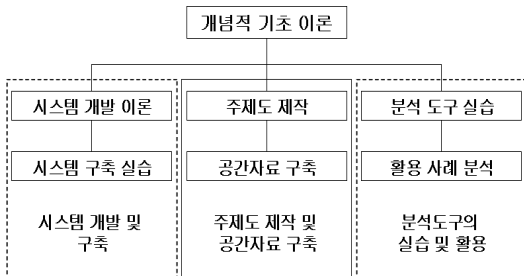 개념적 기초 이론
시스템 개발 이론
주제도 제작
분석 도구 실습
시스템 구축 실습
공간자료 구축
활용 사례 분석
시스템 개발 및
구축
주제도 제작 및
공간자료 구축
분석도구의
실습 및 활용